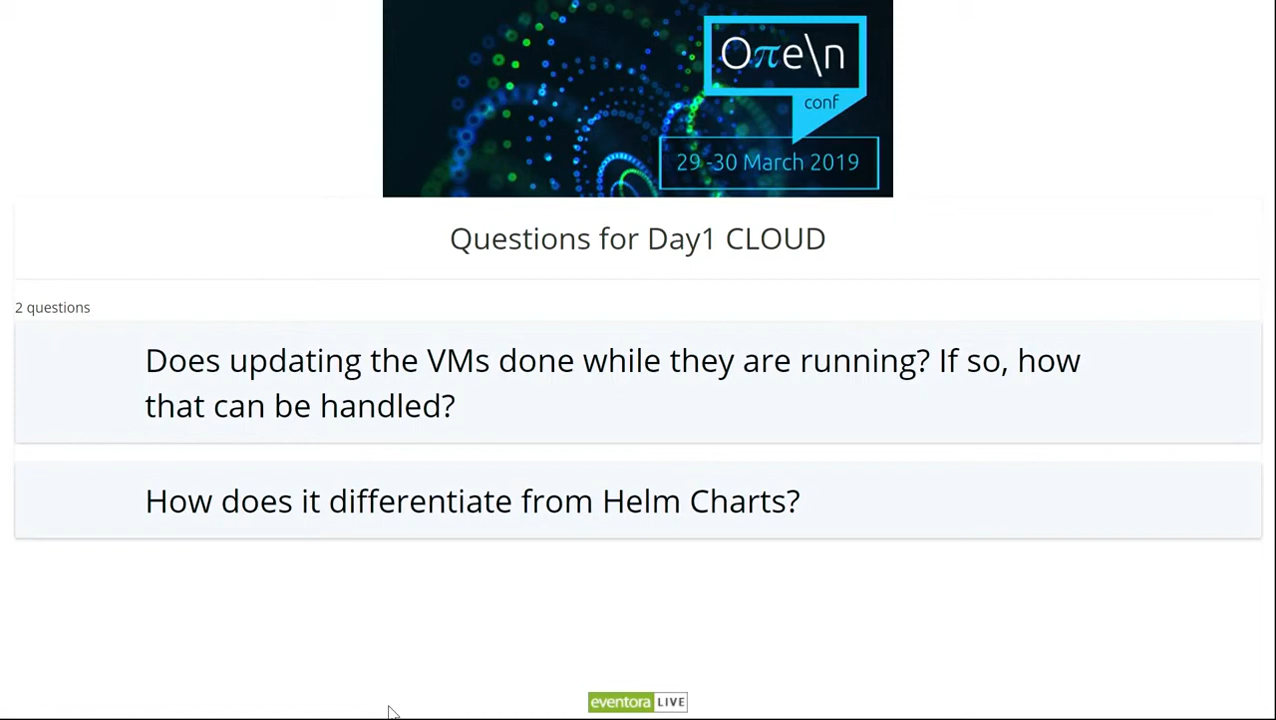 Oπe\n
conf
29 -30 March 2019
Questions for Day1 CLOUD
2 questions
Does updating the VMs done while they are running? If so, how
that can be handled?
How does it differentiate from Helm Charts?
eventora LIVE